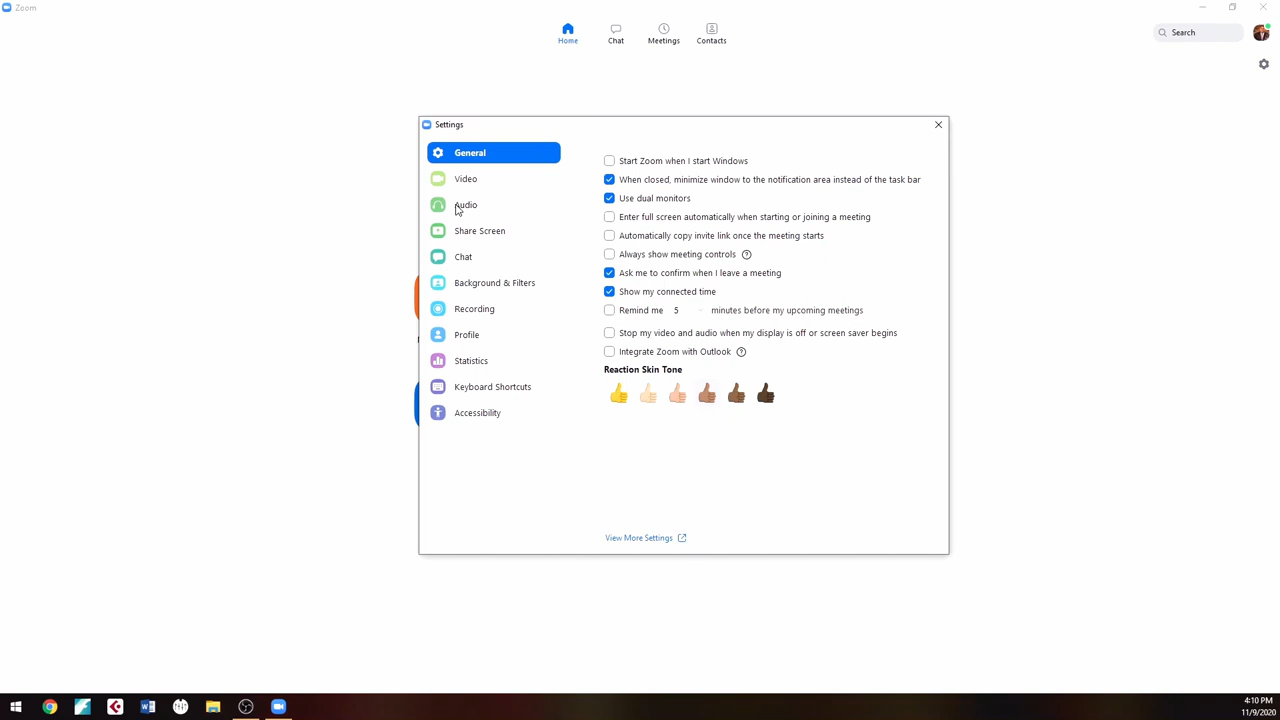 Zoom
Home
Chat
Meetings
Contacts
Search
Settings
General
Video
Audio
Share Screen
Chat
Background & Filters
Recording
Profile
Statistics
Keyboard Shortcuts
Accessibility
Start Zoom when I start Windows
When closed, minimize window to the notification area instead of the task bar
Use dual monitors
Enter full screen automatically when starting or joining a meeting
Automatically copy invite link once the meeting starts
Always show meeting controls ?
Ask me to confirm when I leave a meeting
Show my connected time
Remind me 5 minutes before my upcoming meetings
Stop my video and audio when my display is off or screen saver begins
Integrate Zoom with Outlook ?
Reaction Skin Tone
View More Settings
4:10 PM
11/9/2020